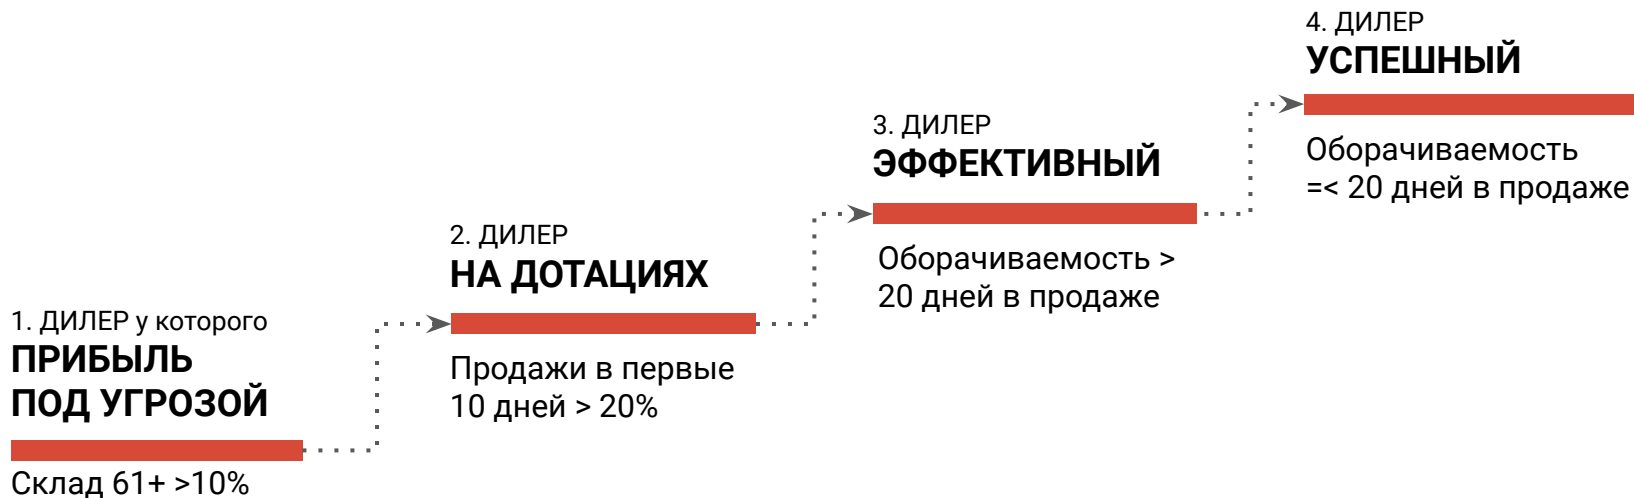 1. ДИЛЕР у которого
ПРИБЫЛЬ
ПОД УГРОЗОЙ
Склад 61+ >10%
2. ДИЛЕР
НА ДОТАЦИЯХ
Продажи в первые
10 дней > 20%
3. ДИЛЕР
ЭФФЕКТИВНЫЙ
Оборачиваемость >
20 дней в продаже
4. ДИЛЕР
УСПЕШНЫЙ
Оборачиваемость
=< 20 дней в продаже